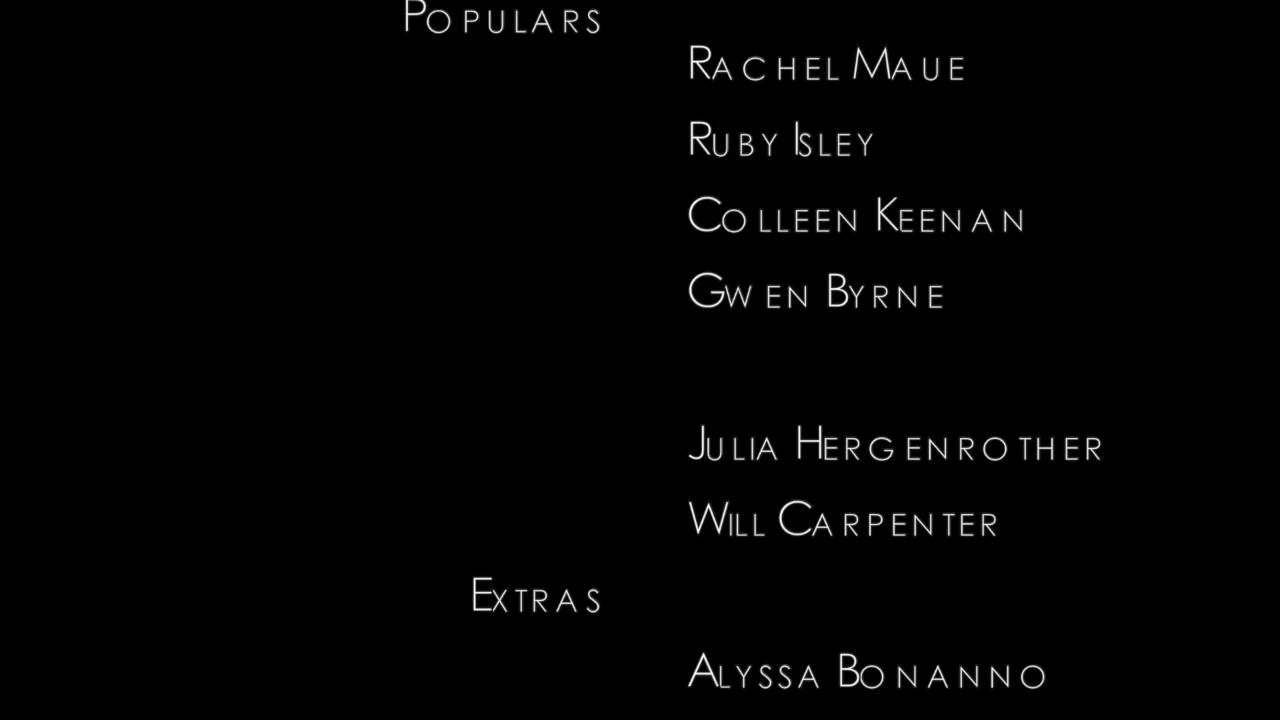 Populars
Rachel Maue
Ruby Isley
Colleen Keenan
Gwen Byrne
Julia Hergenrother
Will Carpenter
Extras
Alyssa Bonanno